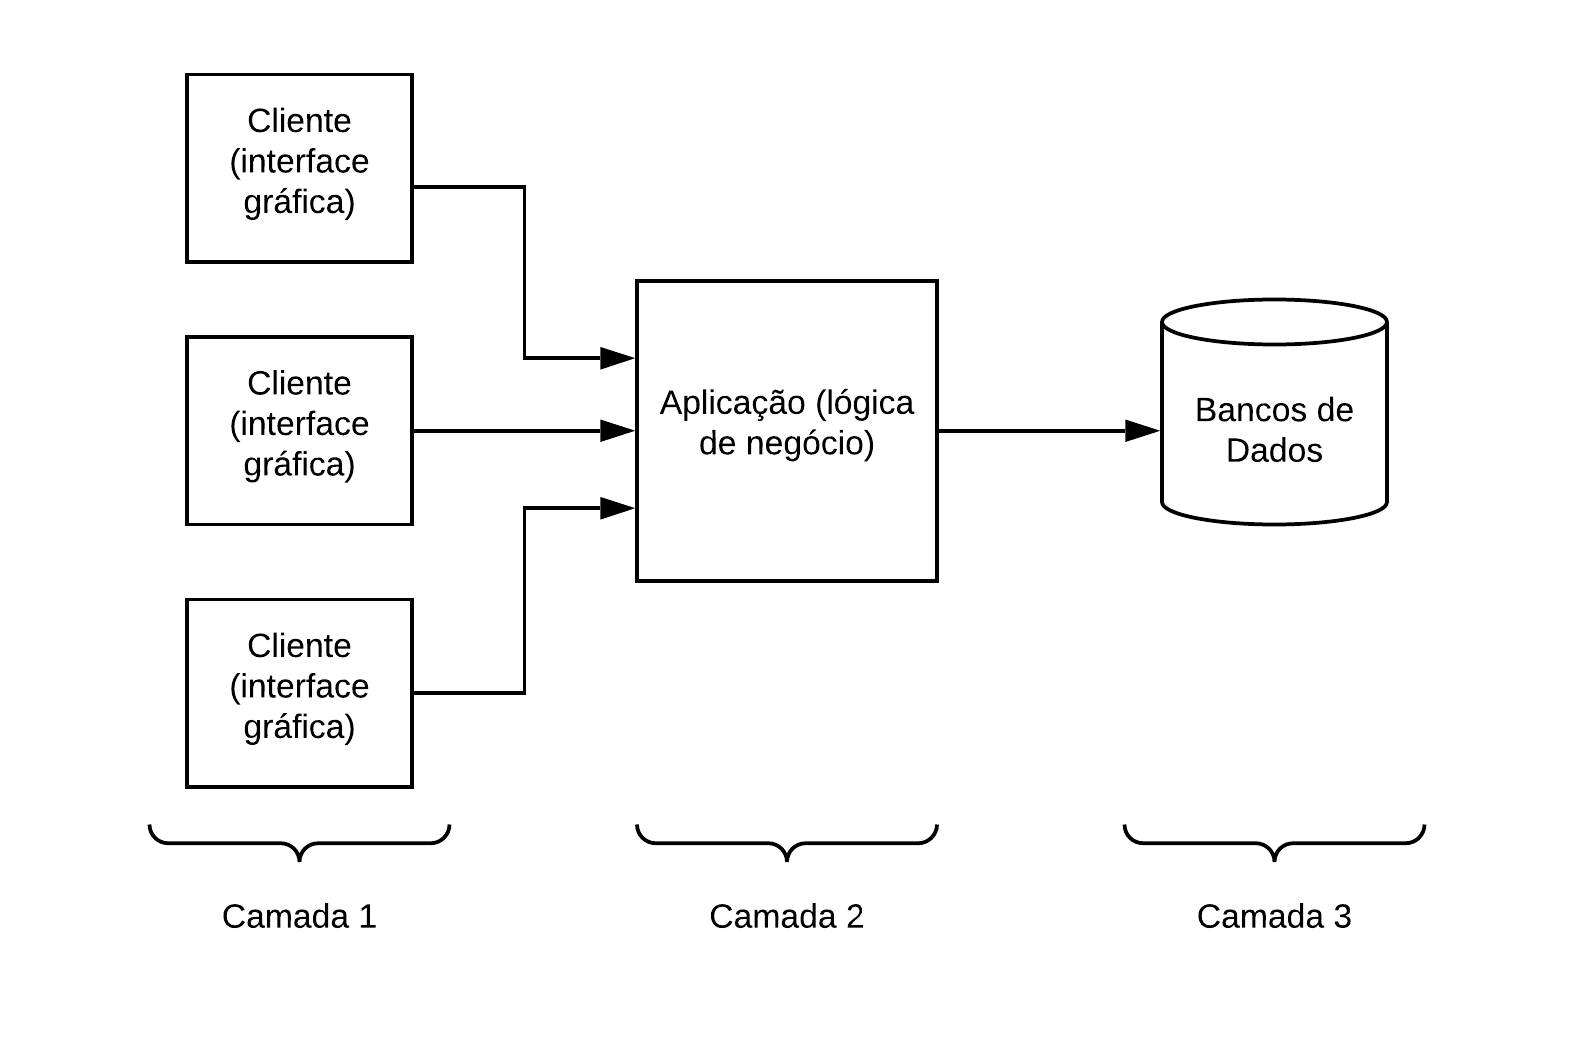 Cliente
(interface
gráfica)
Cliente
(interface
gráfica)
Cliente
(interface
gráfica)
Aplicação (lógica
de negócio)
Bancos de
Dados
Camada 1
Camada 2
Camada 3